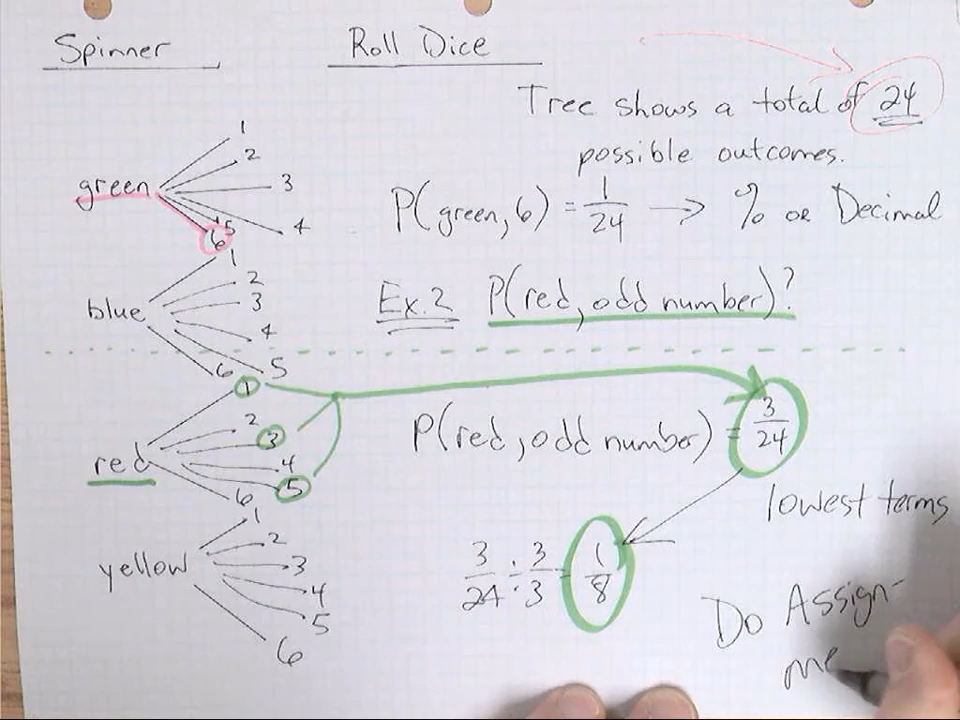 Spinner
Roll Dice
Tree shows a total of 24
possible outcomes.
green
1
2
3
4
5
6
P(green, 6) = 1/24 → % or Decimal
blue
1
2
3
4
5
6
Ex.2 P(red, odd number)?
red
1
2
3
4
5
6
P(red, odd number) = 3/24
lowest terms
yellow
1
2
3
4
5
6
3/24 ÷ 3/3 = 1/8
Do Assign-
me